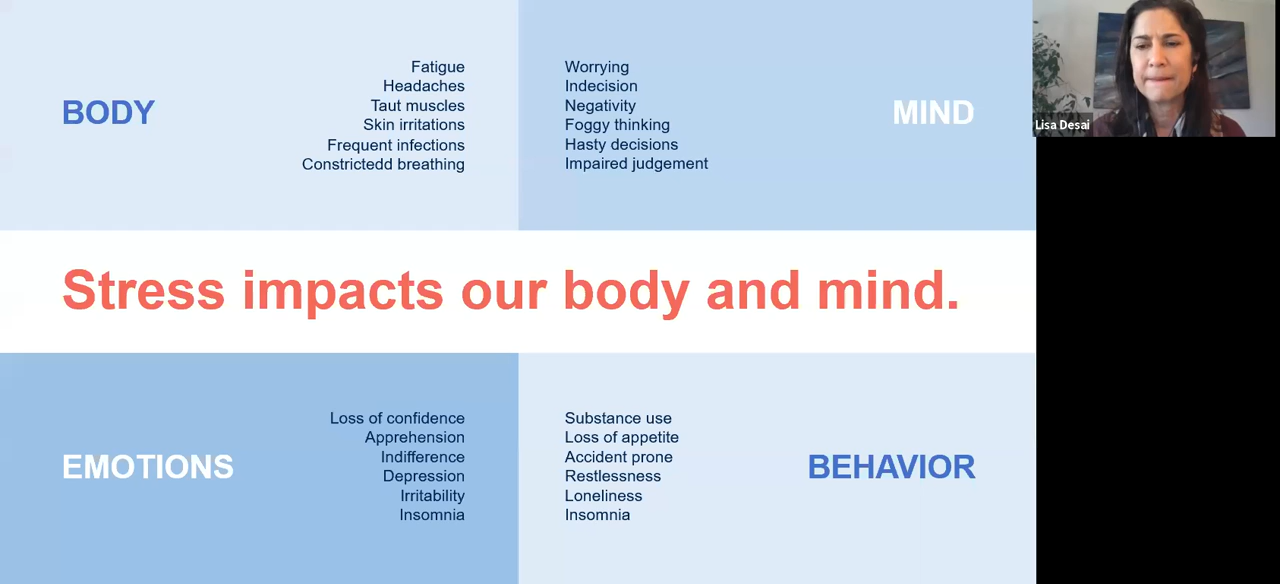 BODY
Fatigue
Headaches
Taut muscles
Skin irritations
Frequent infections
Constrictedd breathing
Worrying
Indecision
Negativity
Foggy thinking
Hasty decisions
Impaired judgement
MIND
Lisa Desai
Stress impacts our body and mind.
EMOTIONS
Loss of confidence
Apprehension
Indifference
Depression
Irritability
Insomnia
Substance use
Loss of appetite
Accident prone
Restlessness
Loneliness
Insomnia
BEHAVIOR